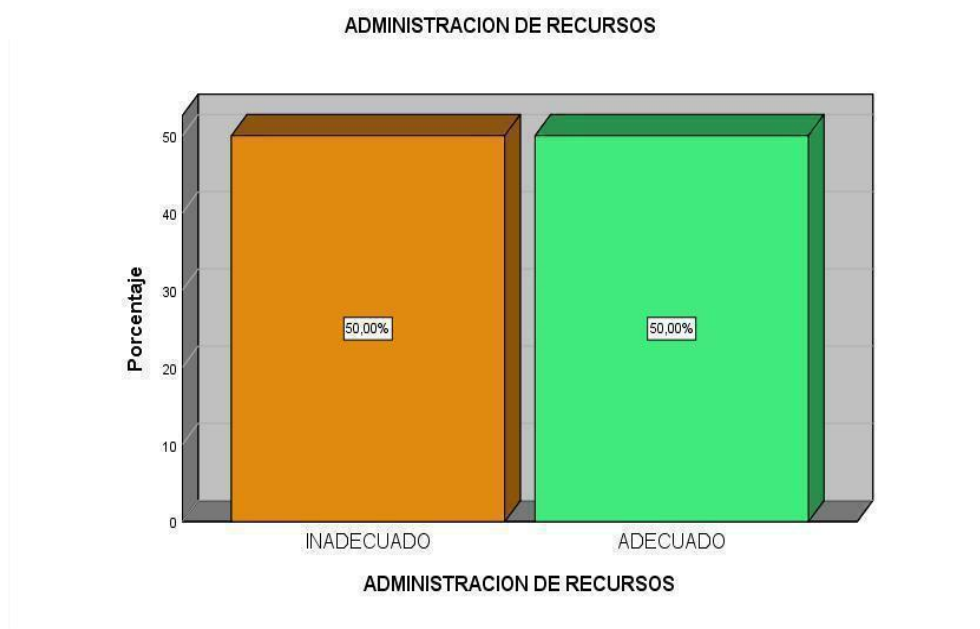 ADMINISTRACION DE RECURSOS
50
40
30
20
10
0
Porcentaje
50,00%
50,00%
INADECUADO
ADECUADO
ADMINISTRACION DE RECURSOS